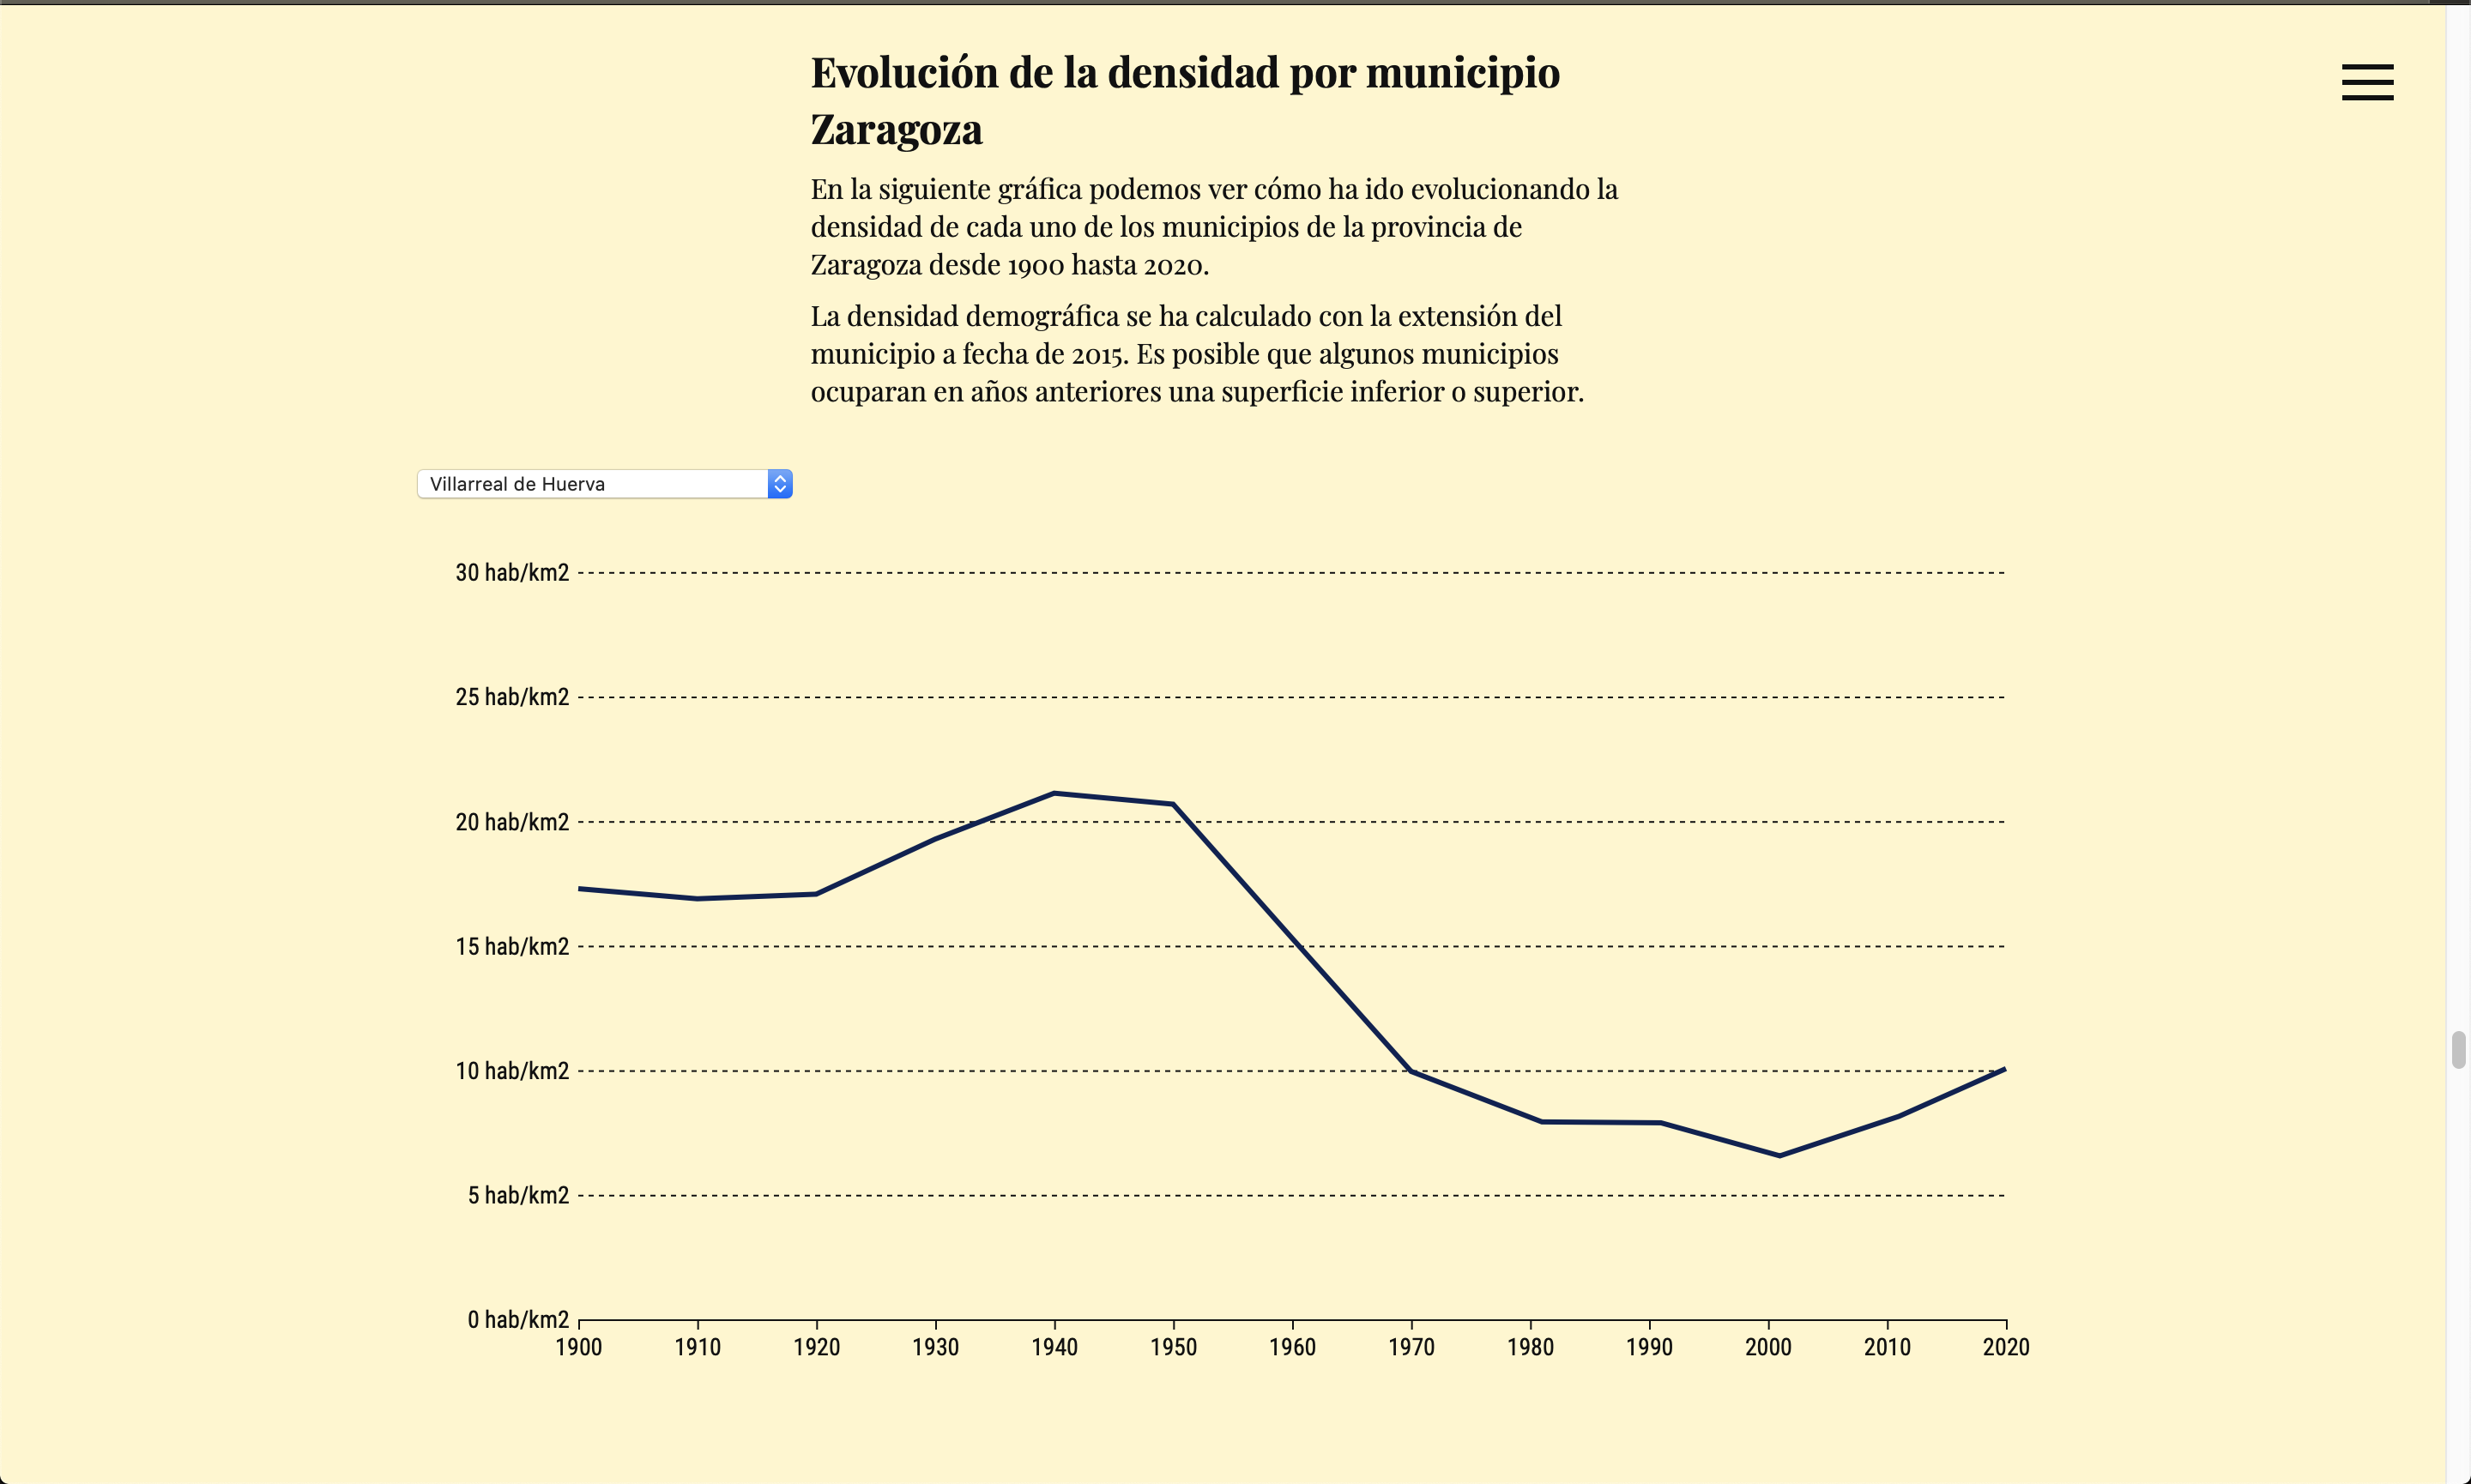 Evolución de la densidad por municipio
Zaragoza
En la siguiente gráfica podemos ver cómo ha ido evolucionando la
densidad de cada uno de los municipios de la provincia de
Zaragoza desde 1900 hasta 2020.
La densidad demográfica se ha calculado con la extensión del
municipio a fecha de 2015. Es posible que algunos municipios
ocuparan en años anteriores una superficie inferior o superior.
Villarreal de Huerva
30 hab/km2
25 hab/km2
20 hab/km2
15 hab/km2
10 hab/km2
5 hab/km2
0 hab/km2
1900 1910 1920 1930 1940 1950 1960 1970 1980 1990 2000 2010 2020